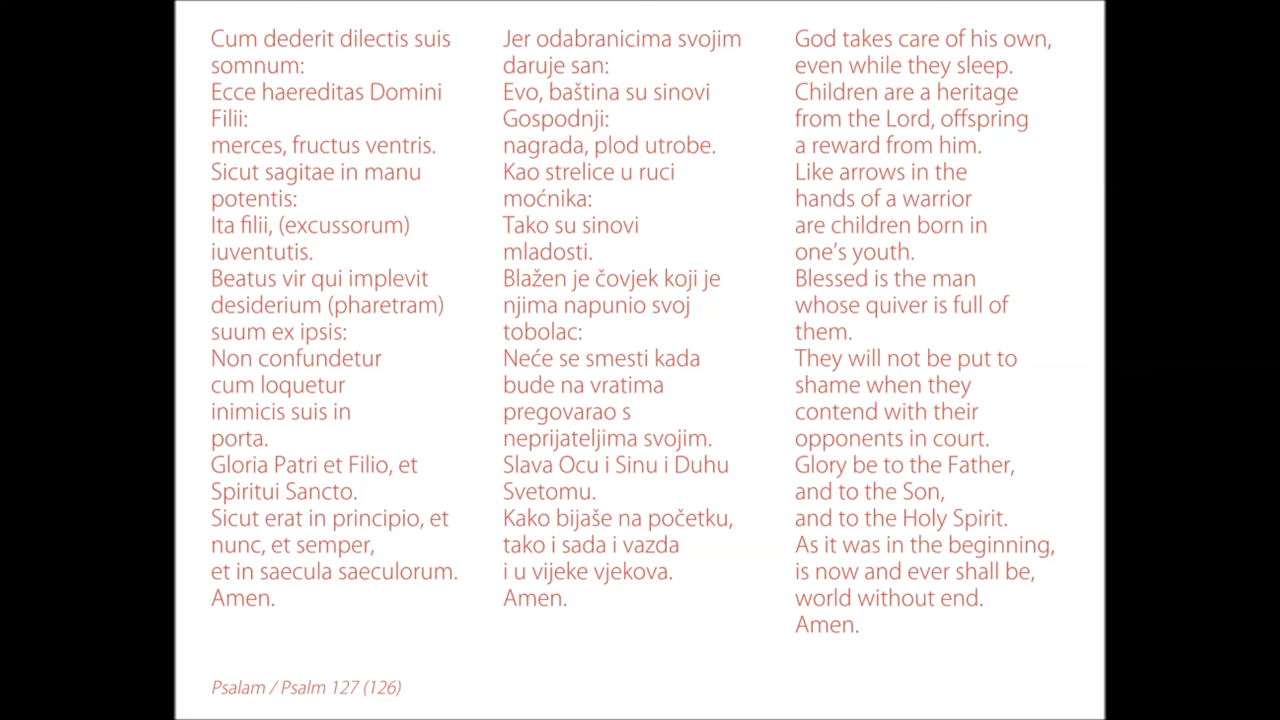 Cum dederit dilectis suis
somnum:
Ecce haereditas Domini
Filii:
merces, fructus ventris.
Sicut sagitae in manu
potentis:
Ita filii, (excussorum)
iuventutis.
Beatus vir qui implevit
desiderium (pharetram)
suum ex ipsis:
Non confundetur
cum loquetur
inimicis suis in
porta.
Gloria Patri et Filio, et
Spiritui Sancto.
Sicut erat in principio, et
nunc, et semper,
et in saecula saeculorum.
Amen.
Jer odabranicima svojim
daruje san:
Evo, baština su sinovi
Gospodnji:
nagrada, plod utrobe.
Kao strelice u ruci
moćnika:
Tako su sinovi
mladosti.
Blažen je čovjek koji je
njima napunio svoj
tobolac:
Neće se smesti kada
bude na vratima
pregovarao s
neprijateljima svojim.
Slava Ocu i Sinu i Duhu
Svetomu.
Kako bijaše na početku,
tako i sada i vazda
i u vijeke vjekova.
Amen.
God takes care of his own,
even while they sleep.
Children are a heritage
from the Lord, offspring
a reward from him.
Like arrows in the
hands of a warrior
are children born in
one's youth.
Blessed is the man
whose quiver is full of
them.
They will not be put to
shame when they
contend with their
opponents in court.
Glory be to the Father,
and to the Son,
and to the Holy Spirit.
As it was in the beginning,
is now and ever shall be,
world without end.
Amen.
Psalam / Psalm 127 (126)